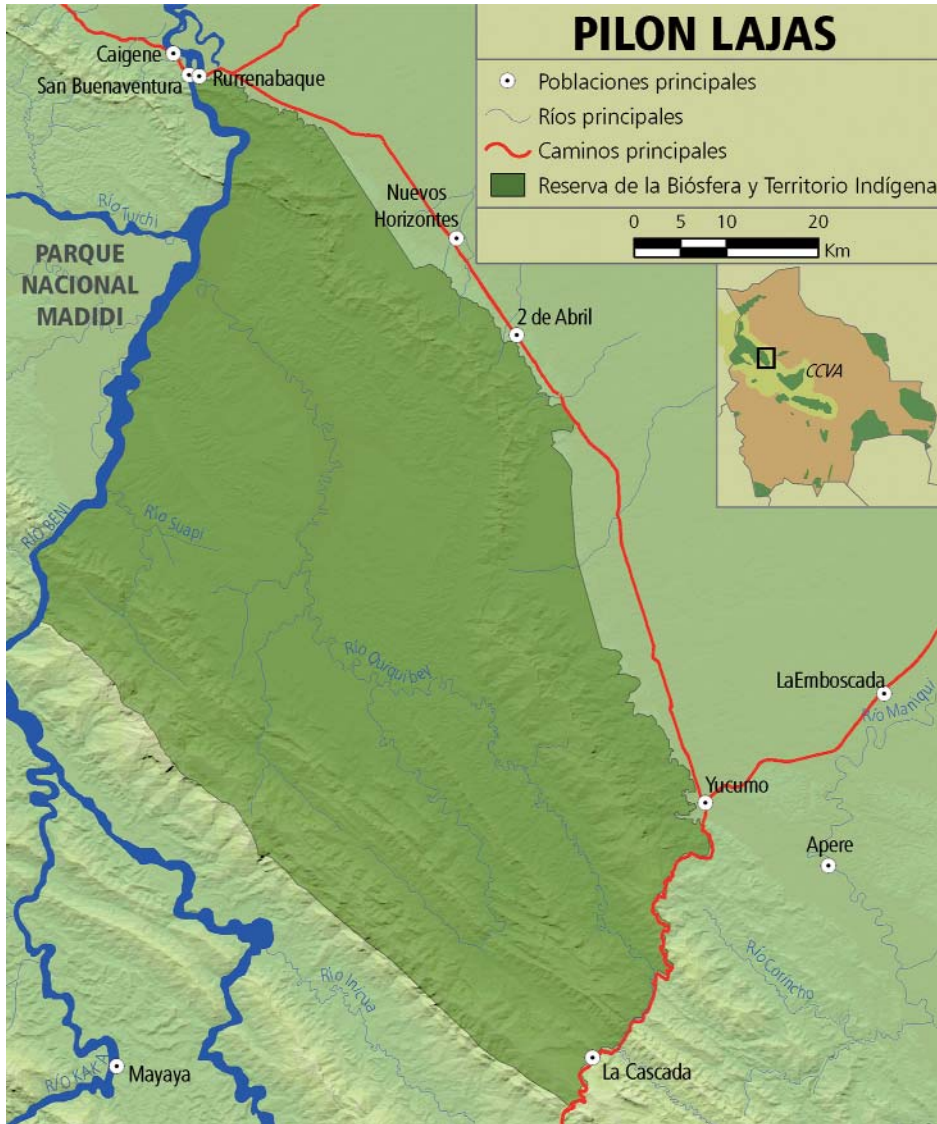 PILON LAJAS
Poblaciones principales
Ríos principales
Caminos principales
Reserva de la Biósfera y Territorio Indígena
0 5 10 20
Km
CCVA
Caigene
San Buenaventura
Rurrenabaque
Nuevos
Horizontes
Río Tuichi
PARQUE
NACIONAL
MADIDI
2 de Abril
RÍO BENI
Río Suapi
Río Quiquibey
LaEmboscada
Río Maniqui
Yucumo
Apere
Río Inicua
Río Corincho
RÍO KAKA
Mayaya
La Cascada